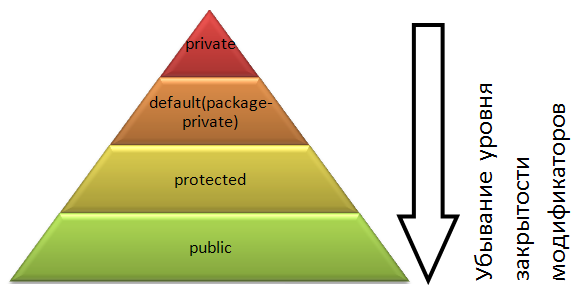 private
default(package-
private)
protected
public
Убывание уровня
закрытости
модификаторов